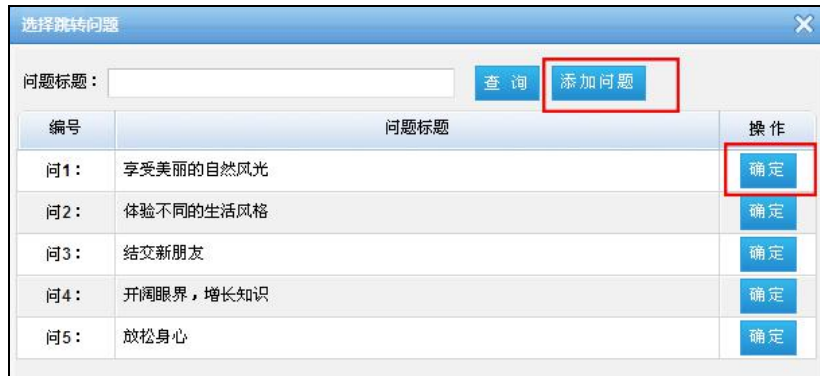 选择跳转问题
问题标题：
查 询
添加问题
编号 问题标题 操作
问1： 享受美丽的自然风光 确定
问2： 体验不同的生活风格 确定
问3： 结交新朋友 确定
问4： 开阔眼界，增长知识 确定
问5： 放松身心 确定